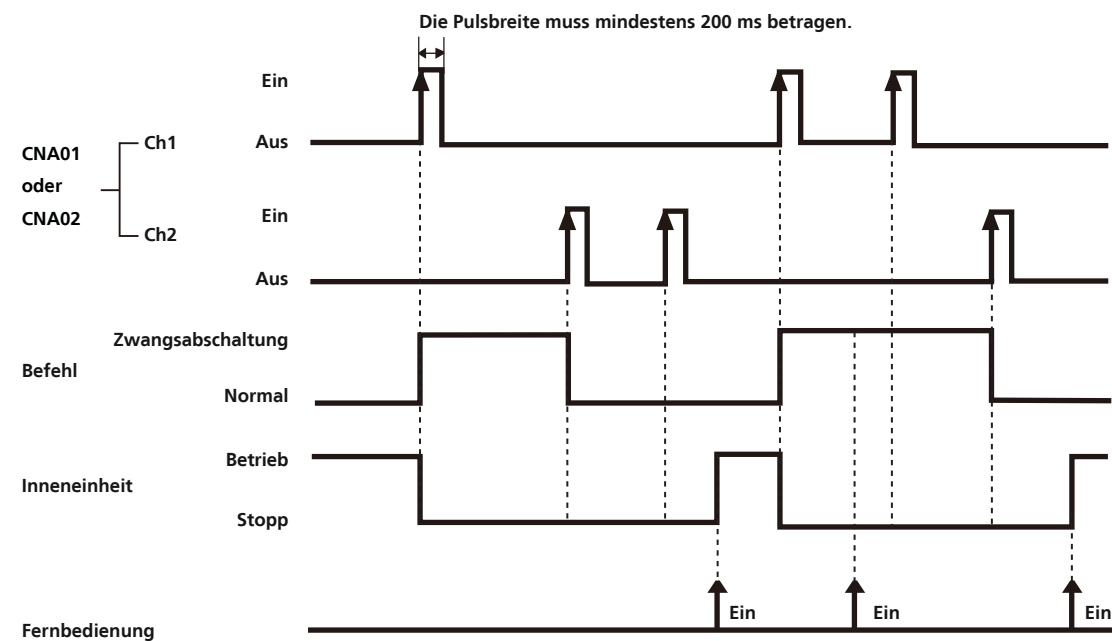 Die Pulsbreite muss mindestens 200 ms betragen.
Ein
CNA01
oder
CNA02
Ch1
Aus
Ein
Ch2
Aus
Zwangsabschaltung
Befehl
Normal
Betrieb
Inneneinheit
Stopp
Ein
Ein
Ein
Fernbedienung